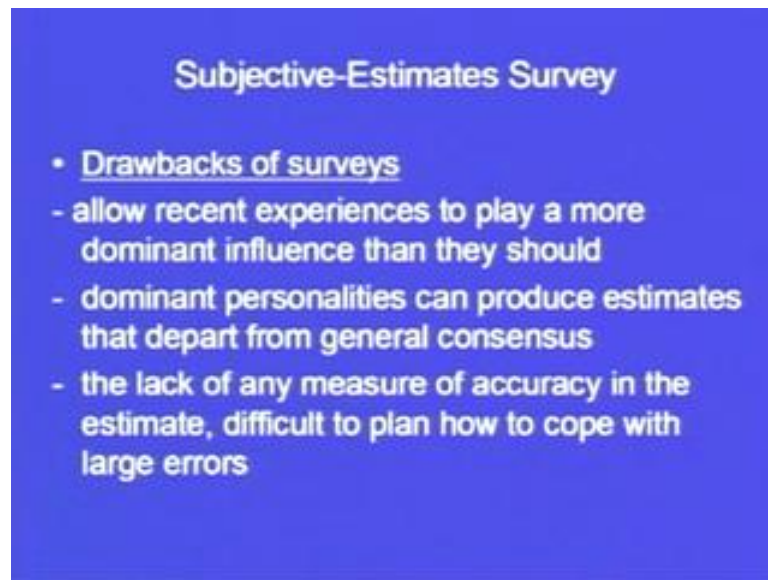 Subjective-Estimates Survey
• Drawbacks of surveys
- allow recent experiences to play a more
dominant influence than they should
- dominant personalities can produce estimates
that depart from general consensus
- the lack of any measure of accuracy in the
estimate, difficult to plan how to cope with
large errors